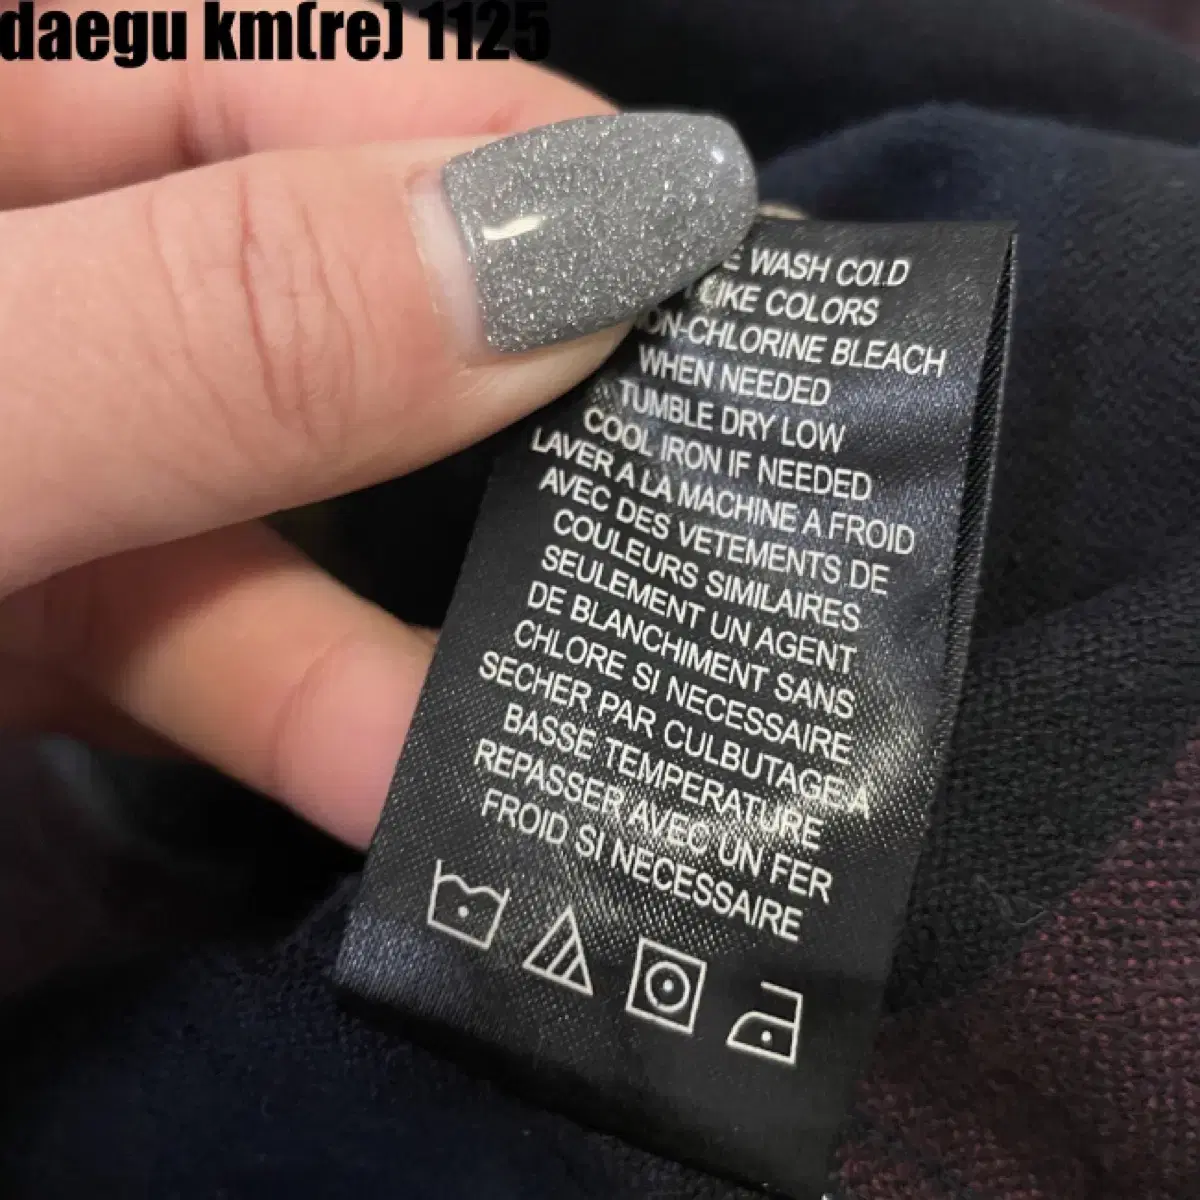 daegu km(re) 1125
WASH COLD
LIKE COLORS
ON-CHLORINE BLEACH
WHEN NEEDED
TUMBLE DRY LOW
COOL IRON IF NEEDED
LAVER A LA MACHINE A FROID
AVEC DES VETEMENTS DE
COULEURS SIMILAIRES
SEULEMENT UN AGENT
DE BLANCHIMENT SANS
CHLORE SI NECESSAIRE
SECHER PAR CULBUTAGE A
BASSE TEMPERATURE
REPASSER AVEC UN FER
FROID SI NECESSAIRE